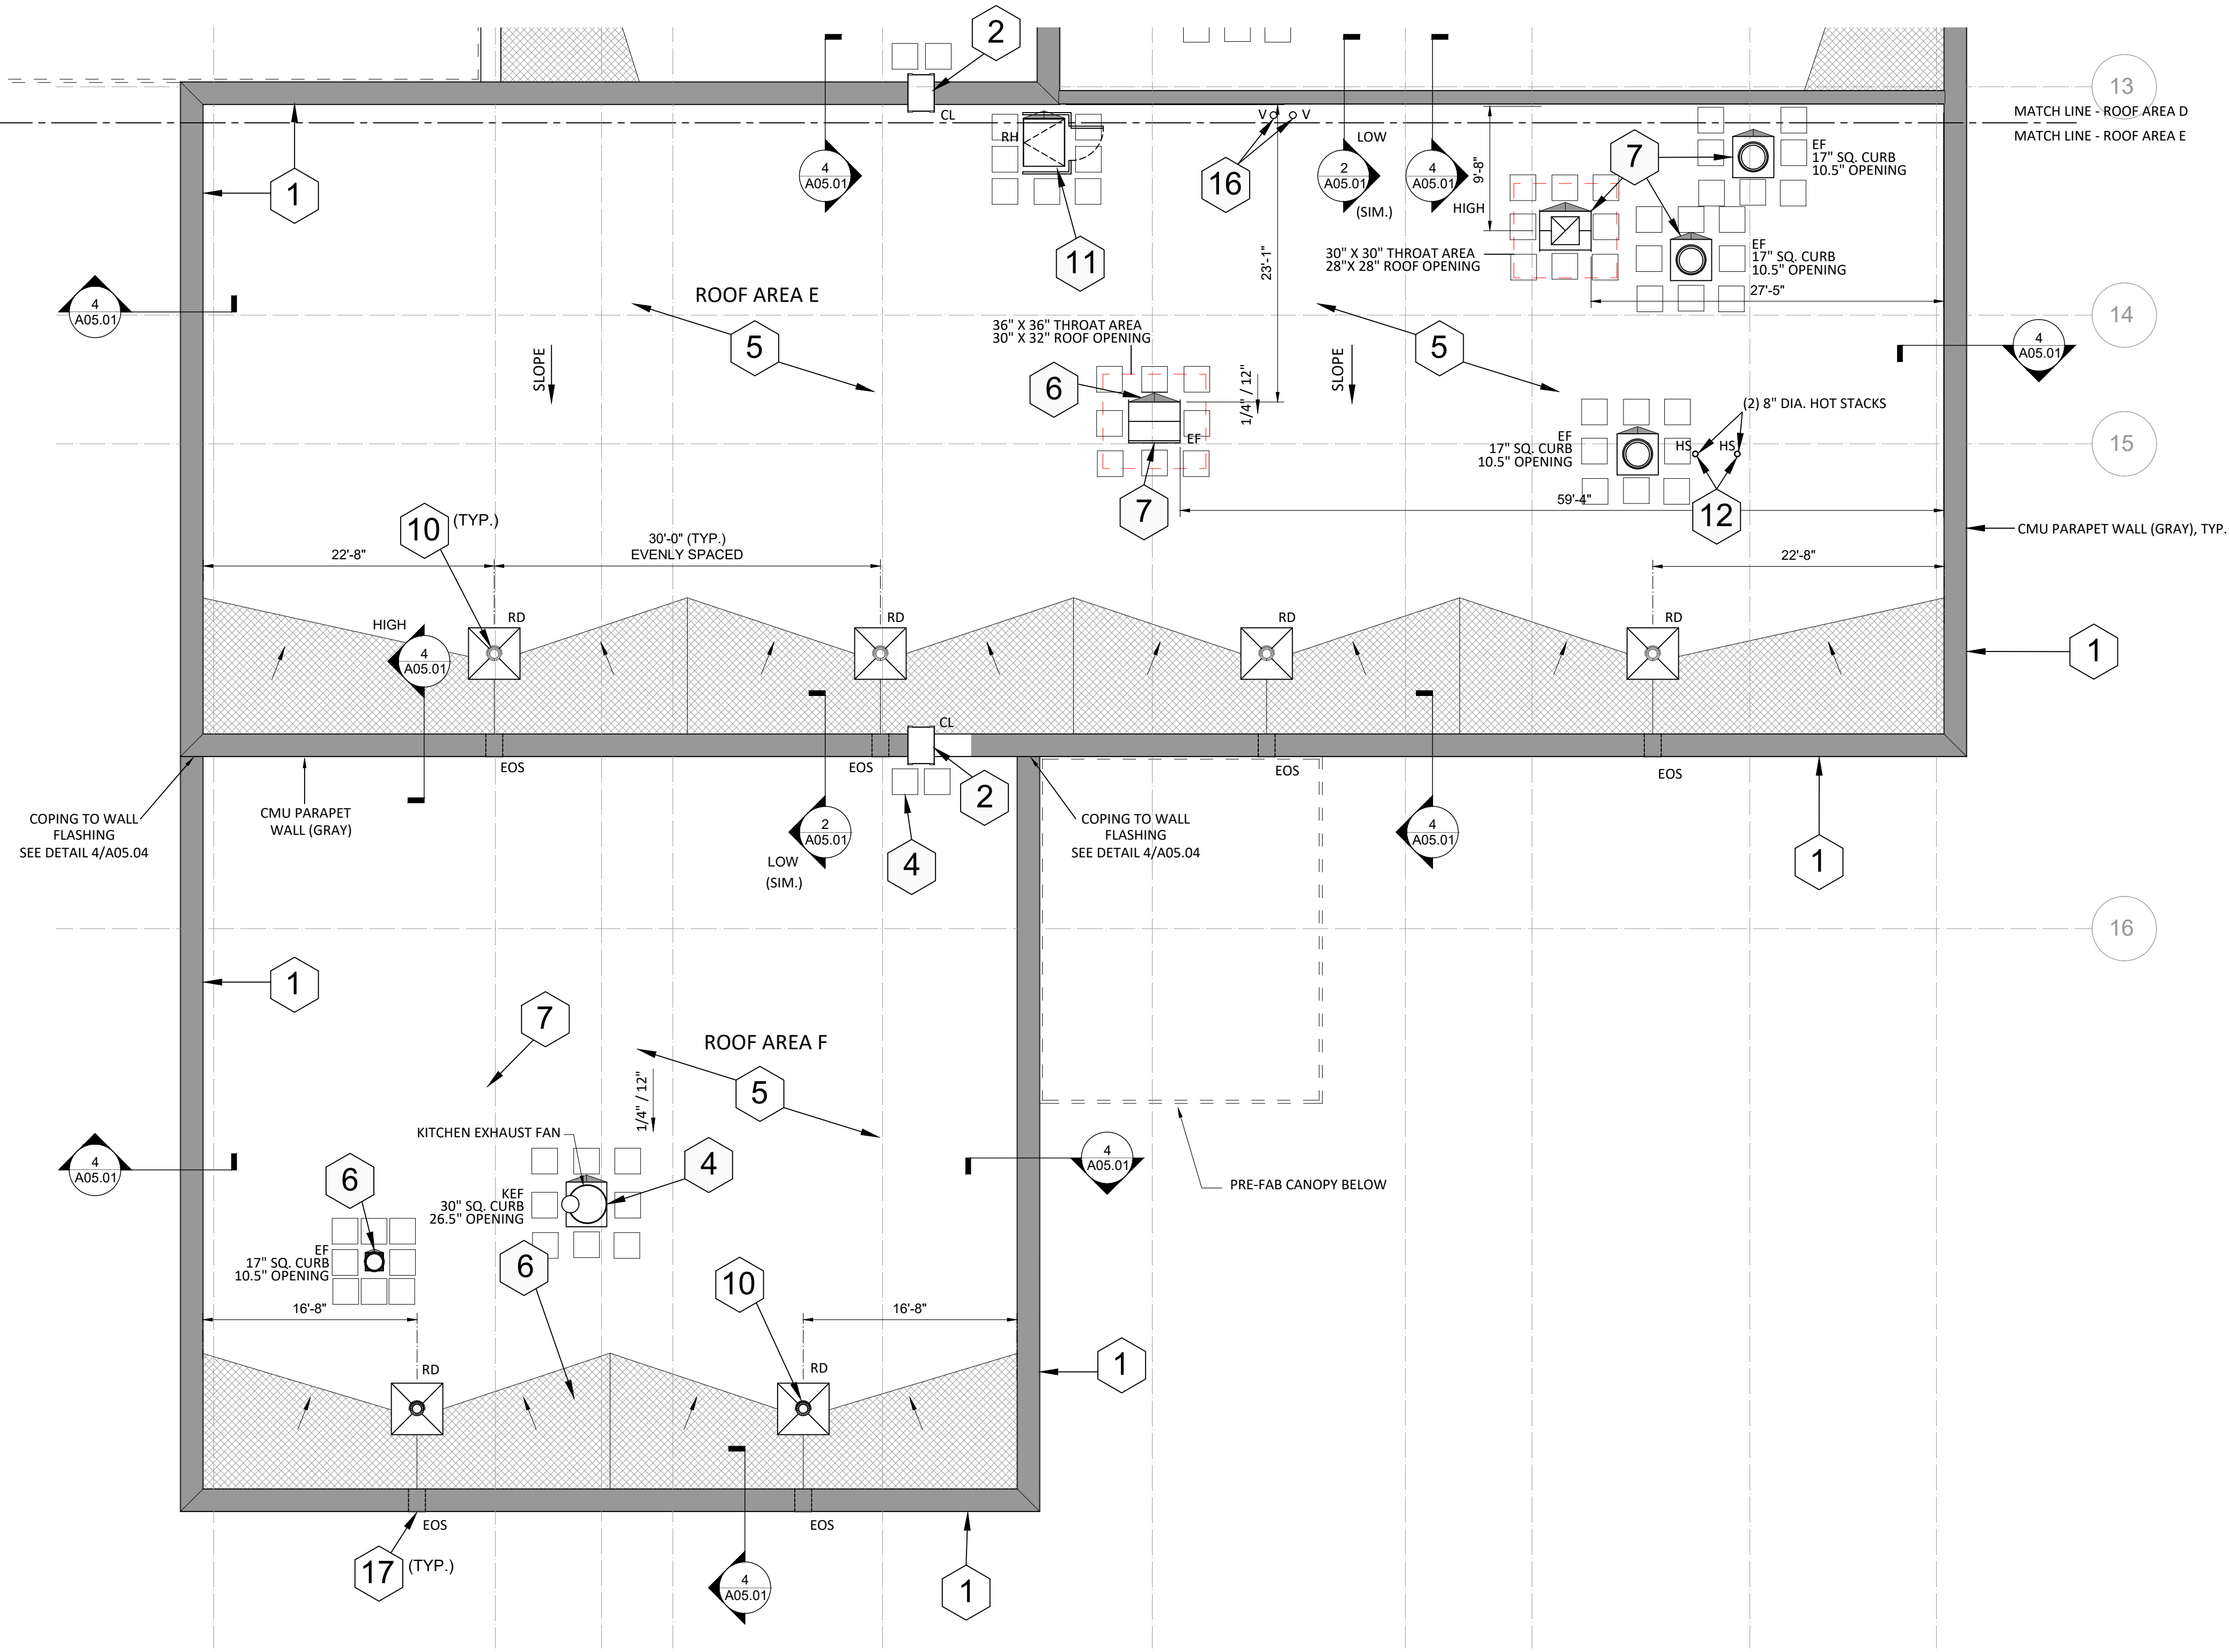 2
13
MATCH LINE - ROOF AREA D
MATCH LINE - ROOF AREA E
CL
RH
V
V
LOW
4
A05.01
2
A05.01
(SIM.)
4
A05.01
HIGH
9'-8"
7
EF
17" SQ. CURB
10.5" OPENING
1
16
11
30" X 30" THROAT AREA
28"X 28" ROOF OPENING
EF
17" SQ. CURB
10.5" OPENING
27'-5"
23'-1"
4
A05.01
ROOF AREA E
5
SLOPE
36" X 36" THROAT AREA
30" X 32" ROOF OPENING
6
1/4" / 12"
SLOPE
5
14
4
A05.01
(2) 8" DIA. HOT STACKS
EF
EF
17" SQ. CURB
10.5" OPENING
HS
HS
15
7
59'-4"
12
CMU PARAPET WALL (GRAY), TYP.
10
(TYP.)
22'-8"
30'-0" (TYP.)
EVENLY SPACED
22'-8"
HIGH
4
A05.01
RD
RD
RD
RD
1
CL
EOS
EOS
EOS
EOS
2
COPING TO WALL
FLASHING
SEE DETAIL 4/A05.04
CMU PARAPET
WALL (GRAY)
2
A05.01
LOW
(SIM.)
4
COPING TO WALL
FLASHING
SEE DETAIL 4/A05.04
4
A05.01
1
16
1
7
ROOF AREA F
5
1/4" / 12"
KITCHEN EXHAUST FAN
4
A05.01
6
KEF
30" SQ. CURB
26.5" OPENING
4
4
A05.01
PRE-FAB CANOPY BELOW
EF
17" SQ. CURB
10.5" OPENING
6
10
16'-8"
16'-8"
RD
RD
1
EOS
EOS
17
(TYP.)
4
A05.01
1